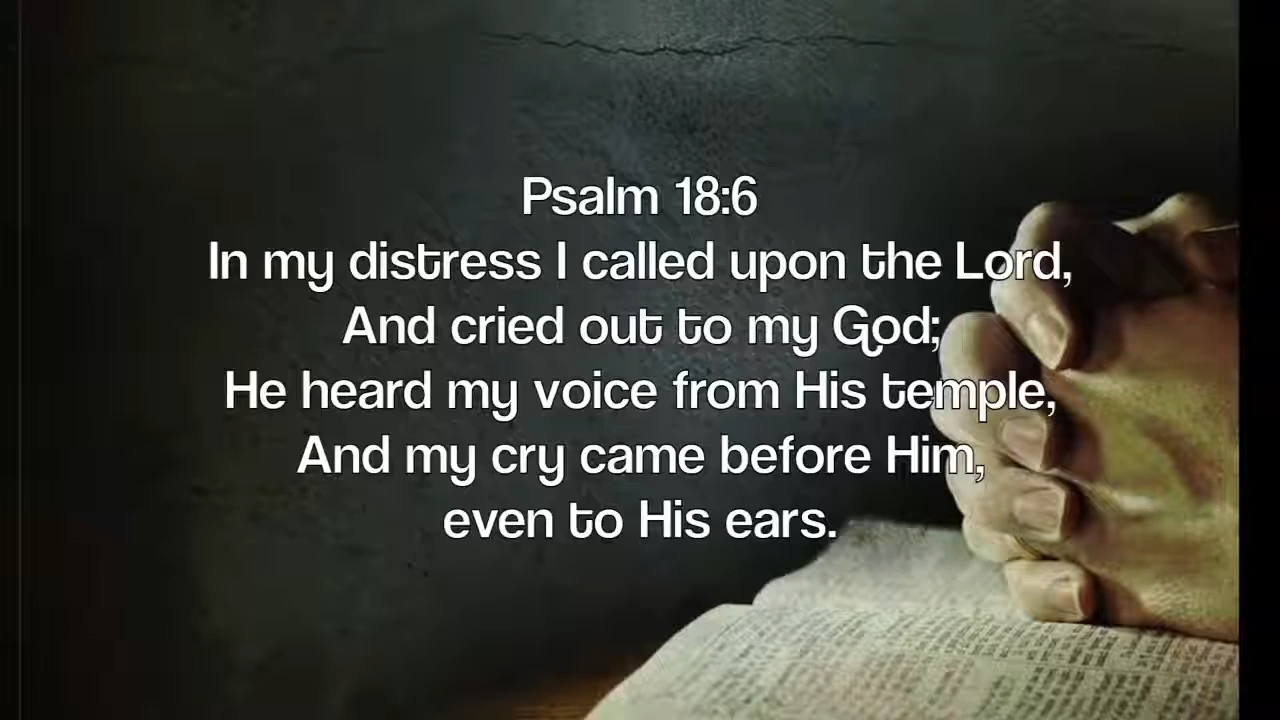 Psalm 18:6
In my distress I called upon the Lord,
And cried out to my God;
He heard my voice from His temple,
And my cry came before Him,
even to His ears.